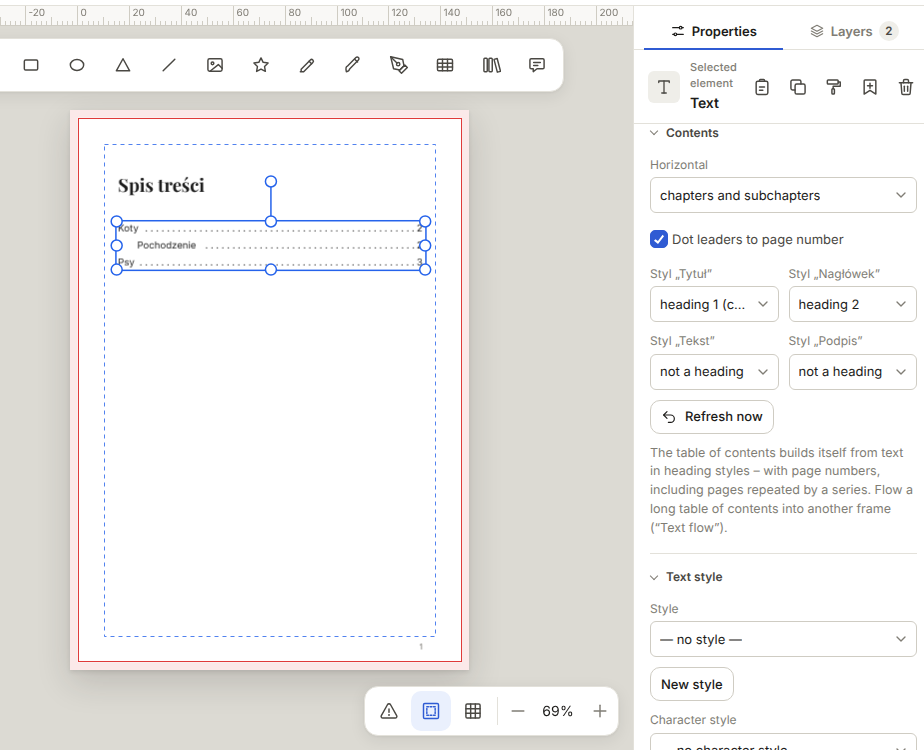 -20 0 20 40 60 80 100 120 140 160 180 200
Properties
Layers 2
Selected element
Text
Contents
Horizontal
chapters and subchapters
Dot leaders to page number
Styl „Tytuł” Styl „Nagłówek”
heading 1 (c... heading 2
Styl „Tekst” Styl „Podpis”
not a heading not a heading
Refresh now
The table of contents builds itself from text
in heading styles – with page numbers,
including pages repeated by a series. Flow a
long table of contents into another frame
(“Text flow”).
Text style
Style
— no style —
New style
Character style
no character style
Spis treści
Koty 2
Pochodzenie 2
Psy 3
1
69%